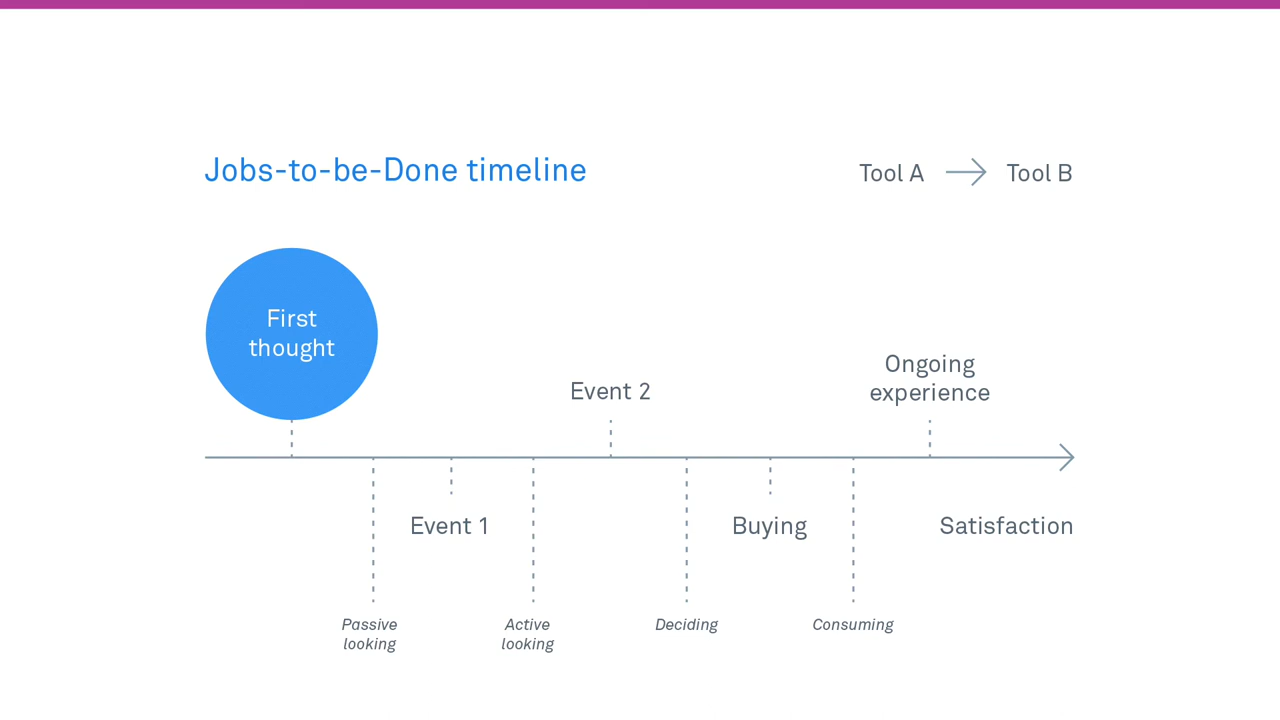 Jobs-to-be-Done timeline
Tool A
Tool B
First
thought
Event 2
Ongoing
experience
Event 1
Buying
Satisfaction
Passive
looking
Active
looking
Deciding
Consuming